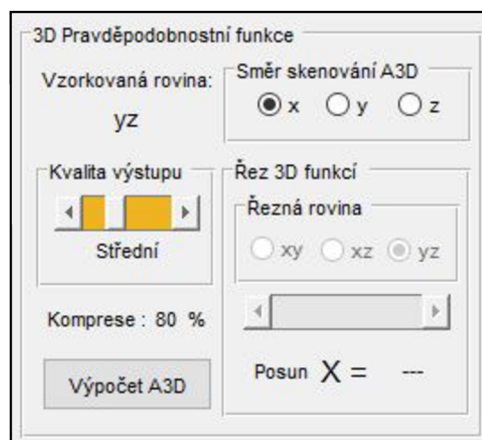 3D Pravděpodobnostní funkce
Vzorkovaná rovina:
yz
Směr skenování A3D
x y z
Kvalita výstupu
Střední
Komprese : 80 %
Výpočet A3D
Řez 3D funkcí
Řezná rovina
xy xz yz
Posun X = ---